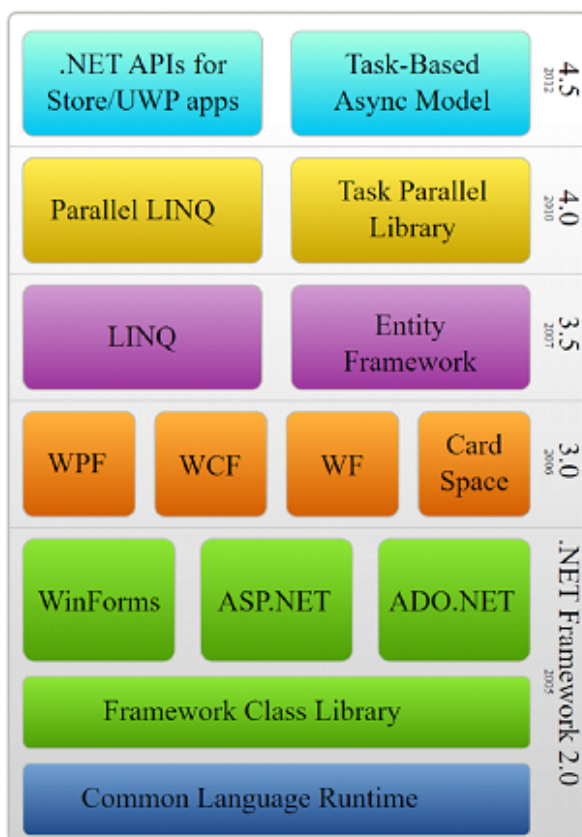 .NET APIs for
Store/UWP apps
Task-Based
Async Model
4.5
2012
Parallel LINQ
Task Parallel
Library
4.0
2010
LINQ
Entity
Framework
3.5
2007
WPF
WCF
WF
Card
Space
3.0
2006
WinForms
ASP.NET
ADO.NET
.NET Framework 2.0
2005
Framework Class Library
Common Language Runtime